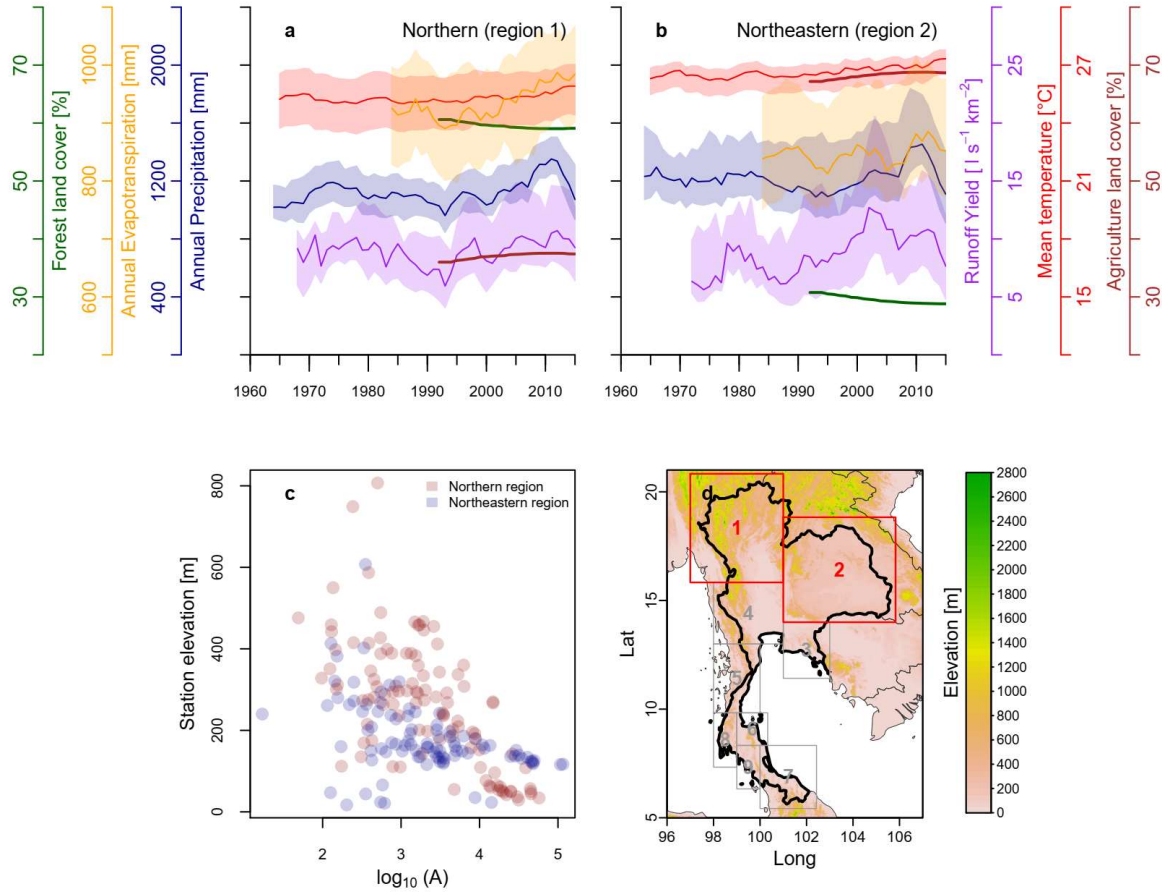 a Northern (region 1)
b Northeastern (region 2)
Forest land cover [%]
30 50 70
Annual Evapotranspiration [mm]
600 800 1000
Annual Precipitation [mm]
400 1200 2000
1960 1970 1980 1990 2000 2010
1960 1970 1980 1990 2000 2010
Runoff Yield [ l s⁻¹ km⁻²]
5 15 25
Mean temperature [°C]
15 21 27
Agriculture land cover [%]
30 50 70
c
Northern region
Northeastern region
Station elevation [m]
0 200 400 600 800
2 3 4 5
log₁₀ (A)
d
1
2
4
3
5
6
8
7
9
Lat
5 10 15 20
96 98 100 102 104 106
Long
Elevation [m]
2800
2600
2400
2200
2000
1800
1600
1400
1200
1000
800
600
400
200
0